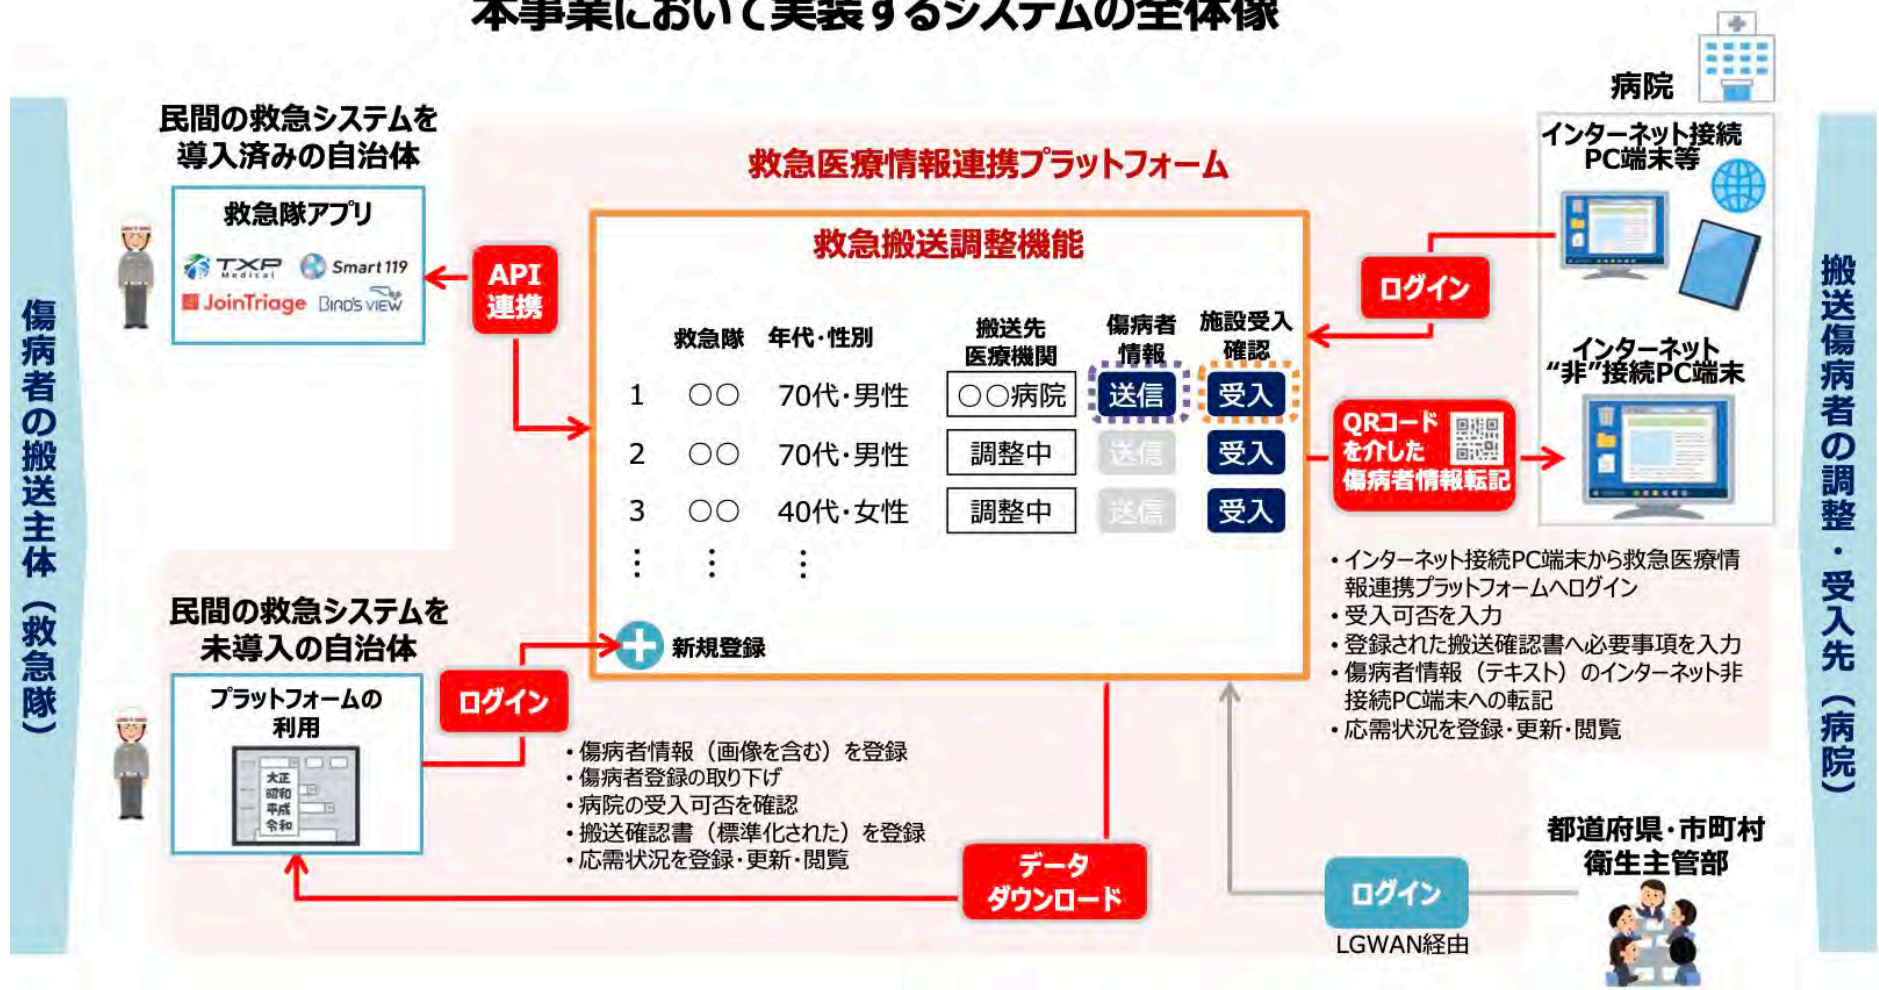 本事業において実装するシステムの全体像
傷病者の搬送主体（救急隊）
民間の救急システムを
導入済みの自治体
救急隊アプリ
TXP
Medical
Smart119
JoinTriage
BIRD'S VIEW
API
連携
民間の救急システムを
未導入の自治体
プラットフォームの
利用
大正
昭和
平成
令和
ログイン
救急医療情報連携プラットフォーム
救急搬送調整機能
救急隊 年代・性別 搬送先 傷病者 施設受入
医療機関 情報 確認
1 〇〇 70代・男性 〇〇病院 送信 受入
2 〇〇 70代・男性 調整中 送信 受入
3 〇〇 40代・女性 調整中 送信 受入
⋮ ⋮ ⋮
新規登録
・傷病者情報（画像を含む）を登録
・傷病者登録の取り下げ
・病院の受入可否を確認
・搬送確認書（標準化された）を登録
・応需状況を登録・更新・閲覧
データ
ダウンロード
病院
インターネット接続
PC端末等
ログイン
インターネット
“非”接続PC端末
QRコード
を介した
傷病者情報転記
・インターネット接続PC端末から救急医療情
報連携プラットフォームへログイン
・受入可否を入力
・登録された搬送確認書へ必要事項を入力
・傷病者情報（テキスト）のインターネット非
接続PC端末への転記
・応需状況を登録・更新・閲覧
都道府県・市町村
衛生主管部
ログイン
LGWAN経由
搬送傷病者の調整・受入先（病院）